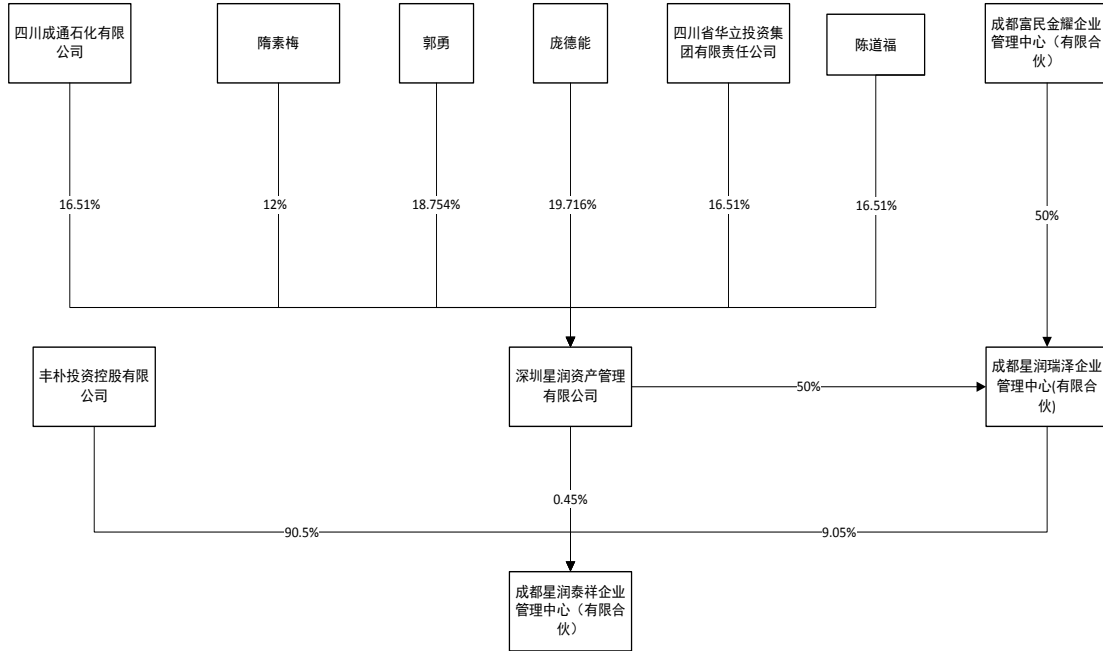 四川成通石化有限
公司
隋素梅
郭勇
庞德能
四川省华立投资集
团有限责任公司
陈道福
成都富民金耀企业
管理中心（有限合
伙）
16.51%
12%
18.754%
19.716%
16.51%
16.51%
50%
丰朴投资控股有限
公司
深圳星润资产管理
有限公司
50%
成都星润瑞泽企业
管理中心(有限合
伙)
0.45%
90.5%
9.05%
成都星润泰祥企业
管理中心（有限合
伙）